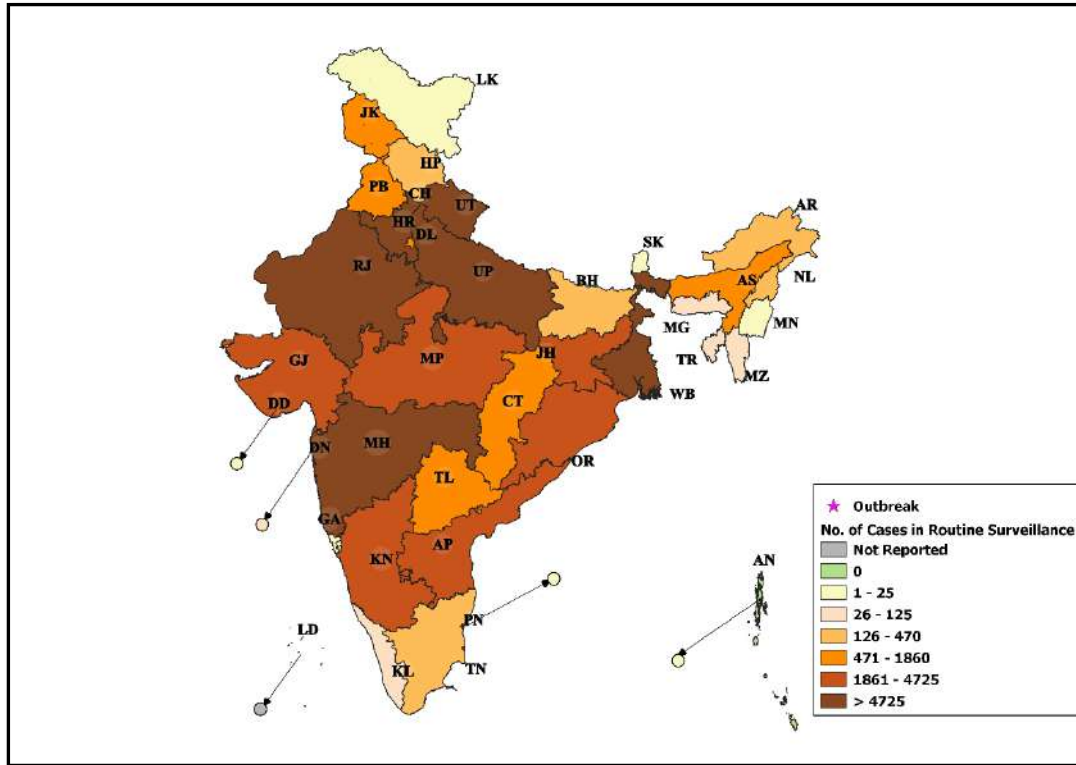 LK
JK
HP
PB
CH
UT
HR
DL
AR
SK
RJ
UP
BH
AS
NL
MG
MN
GJ
MP
JH
TR
MZ
WB
DD
CT
MH
DN
OR
TL
GA
KN
AP
AN
PN
LD
KL
TN
Outbreak
No. of Cases in Routine Surveillance
Not Reported
0
1 - 25
26 - 125
126 - 470
471 - 1860
1861 - 4725
> 4725